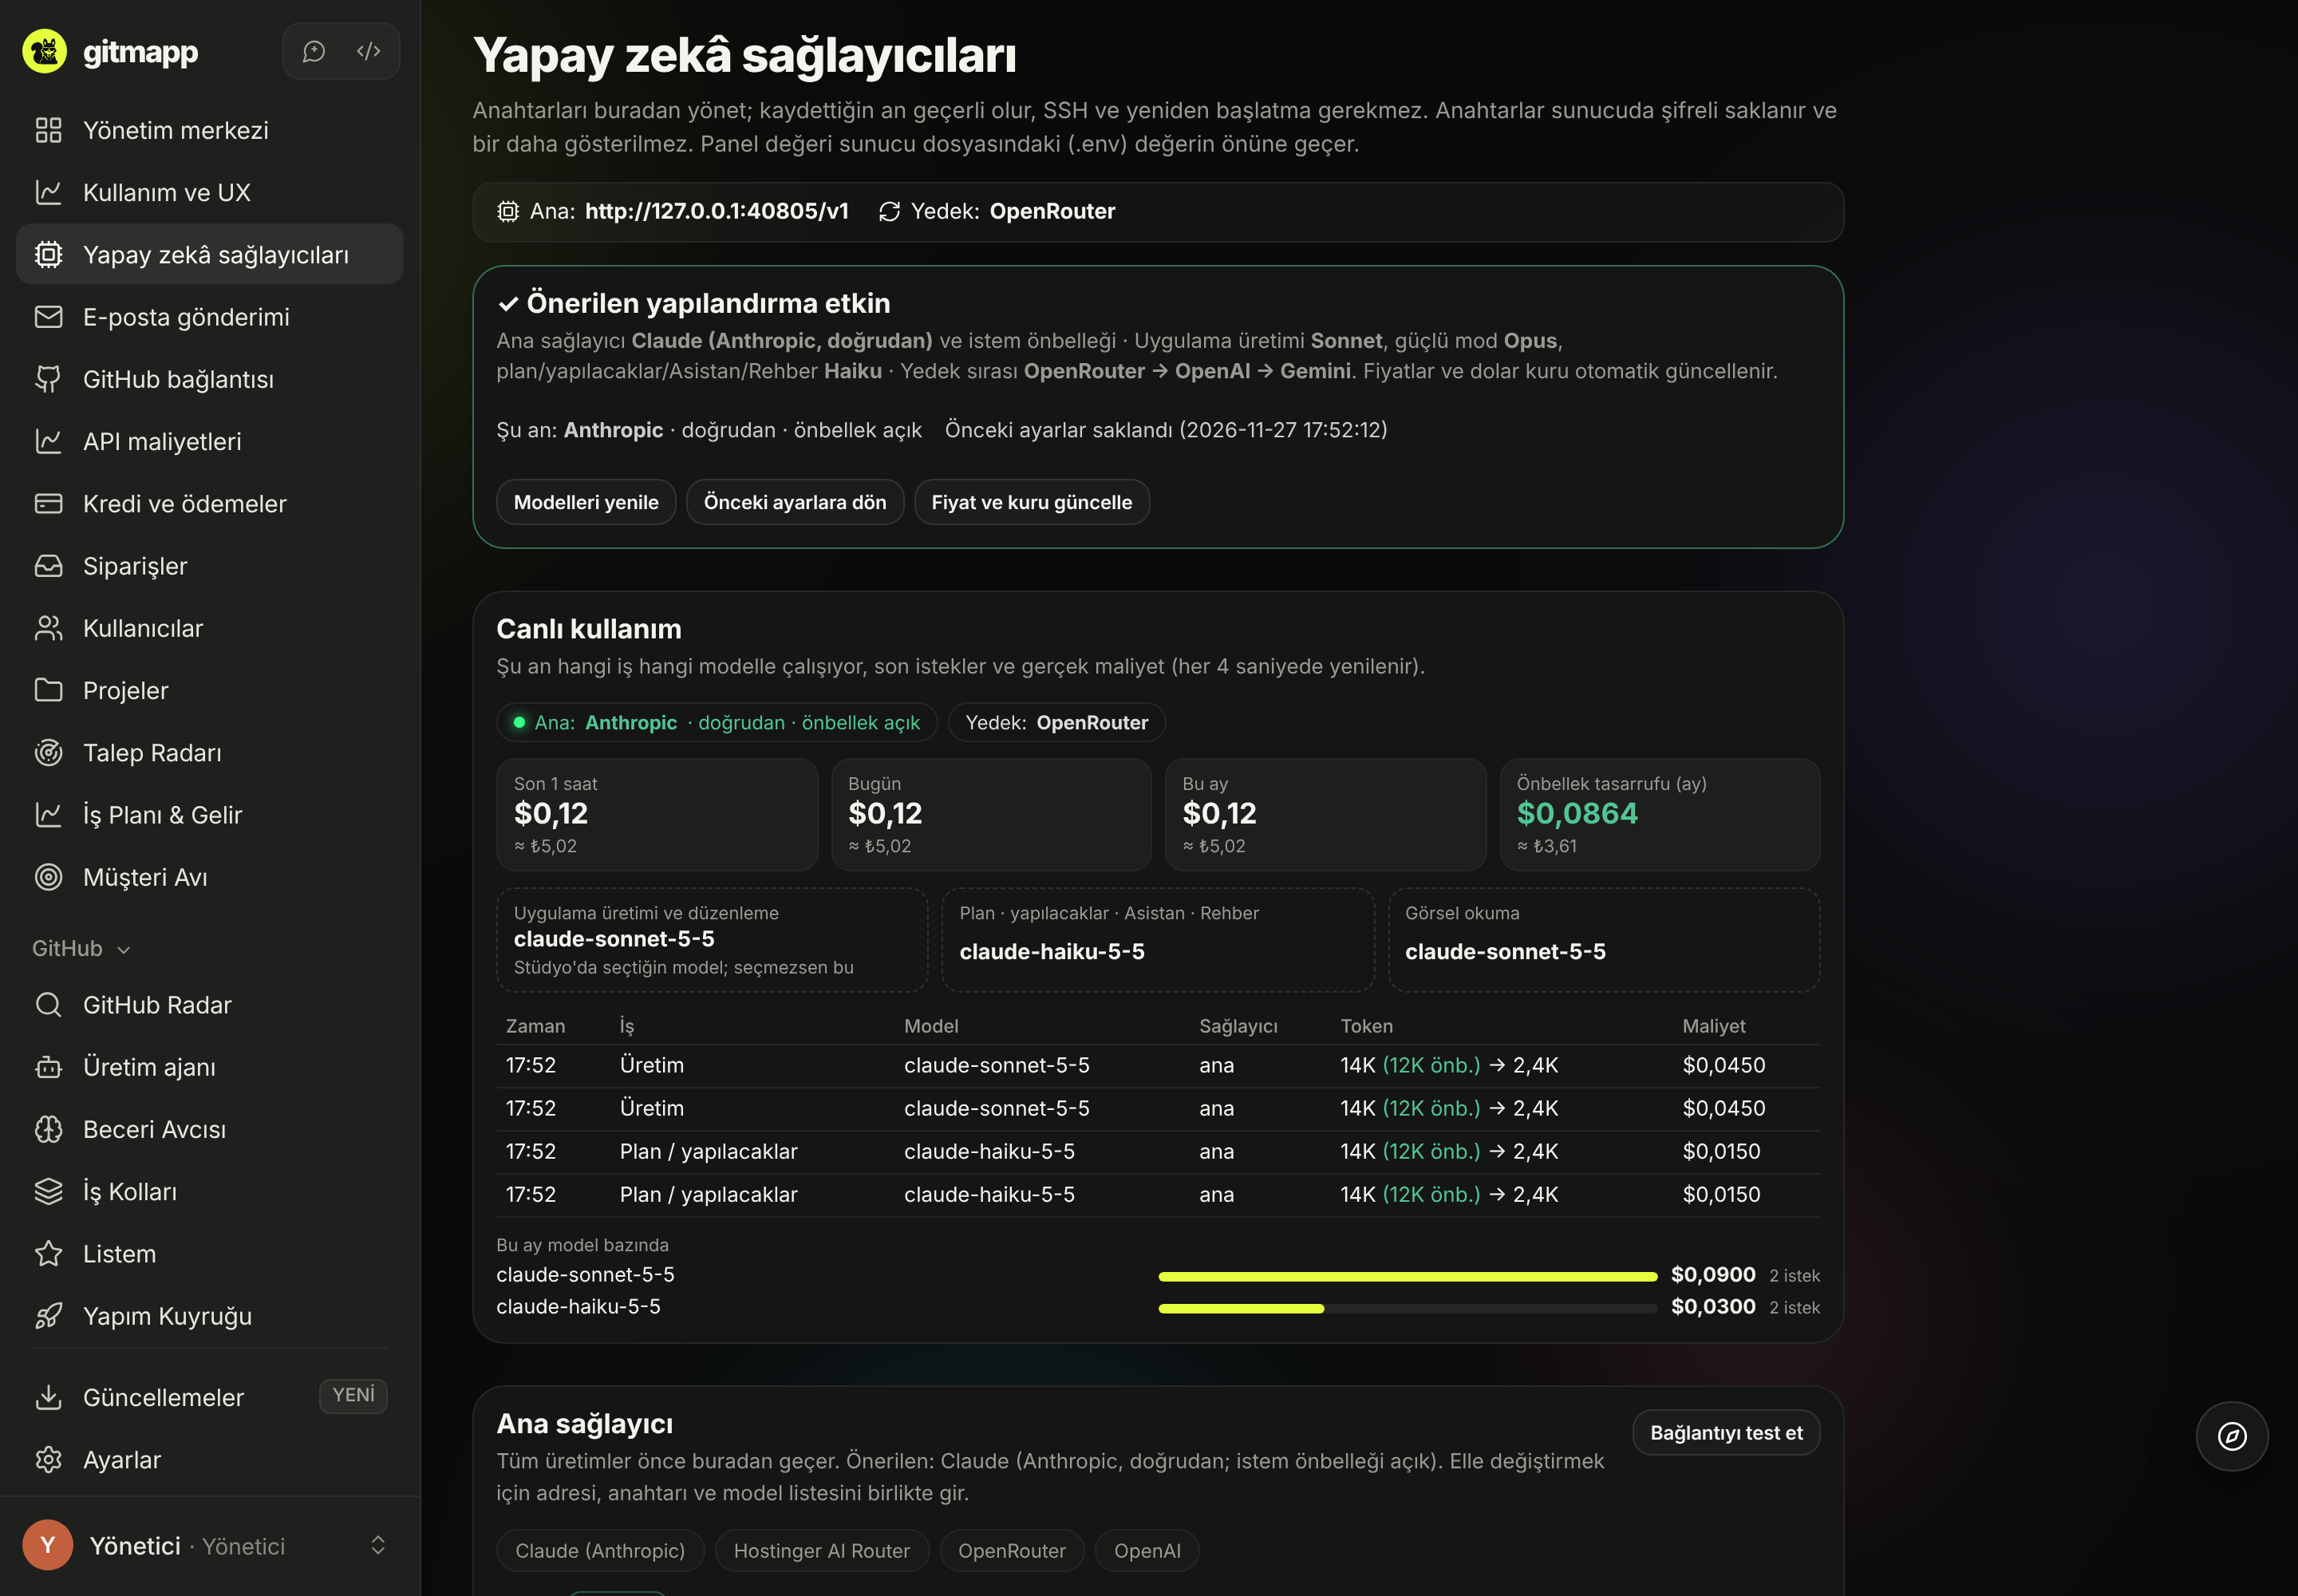 gitmapp
Yönetim merkezi
Kullanım ve UX
Yapay zekâ sağlayıcıları
E-posta gönderimi
GitHub bağlantısı
API maliyetleri
Kredi ve ödemeler
Siparişler
Kullanıcılar
Projeler
Talep Radarı
İş Planı & Gelir
Müşteri Avı
GitHub
GitHub Radar
Üretim ajanı
Beceri Avcısı
İş Kolları
Listem
Yapım Kuyruğu
Güncellemeler YENİ
Ayarlar
Y Yönetici · Yönetici
Yapay zekâ sağlayıcıları
Anahtarları buradan yönet; kaydettiğin an geçerli olur, SSH ve yeniden başlatma gerekmez. Anahtarlar sunucuda şifreli saklanır ve
bir daha gösterilmez. Panel değeri sunucu dosyasındaki (.env) değerin önüne geçer.
Ana: http://127.0.0.1:40805/v1 Yedek: OpenRouter
✓ Önerilen yapılandırma etkin
Ana sağlayıcı Claude (Anthropic, doğrudan) ve istem önbelleği · Uygulama üretimi Sonnet, güçlü mod Opus,
plan/yapılacaklar/Asistan/Rehber Haiku · Yedek sırası OpenRouter → OpenAI → Gemini. Fiyatlar ve dolar kuru otomatik güncellenir.
Şu an: Anthropic · doğrudan · önbellek açık Önceki ayarlar saklandı (2026-11-27 17:52:12)
Modelleri yenile Önceki ayarlara dön Fiyat ve kuru güncelle
Canlı kullanım
Şu an hangi iş hangi modelle çalışıyor, son istekler ve gerçek maliyet (her 4 saniyede yenilenir).
Ana: Anthropic · doğrudan · önbellek açık Yedek: OpenRouter
Son 1 saat Bugün Bu ay Önbellek tasarrufu (ay)
$0,12 $0,12 $0,12 $0,0864
≈ ₺5,02 ≈ ₺5,02 ≈ ₺5,02 ≈ ₺3,61
Uygulama üretimi ve düzenleme
claude-sonnet-5-5
Stüdyo'da seçtiğin model; seçmezsen bu
Plan · yapılacaklar · Asistan · Rehber
claude-haiku-5-5
Görsel okuma
claude-sonnet-5-5
Zaman İş Model Sağlayıcı Token Maliyet
17:52 Üretim claude-sonnet-5-5 ana 14K (12K önb.) → 2,4K $0,0450
17:52 Üretim claude-sonnet-5-5 ana 14K (12K önb.) → 2,4K $0,0450
17:52 Plan / yapılacaklar claude-haiku-5-5 ana 14K (12K önb.) → 2,4K $0,0150
17:52 Plan / yapılacaklar claude-haiku-5-5 ana 14K (12K önb.) → 2,4K $0,0150
Bu ay model bazında
claude-sonnet-5-5 $0,0900 2 istek
claude-haiku-5-5 $0,0300 2 istek
Ana sağlayıcı
Bağlantıyı test et
Tüm üretimler önce buradan geçer. Önerilen: Claude (Anthropic, doğrudan; istem önbelleği açık). Elle değiştirmek
için adresi, anahtarı ve model listesini birlikte gir.
Claude (Anthropic) Hostinger AI Router OpenRouter OpenAI